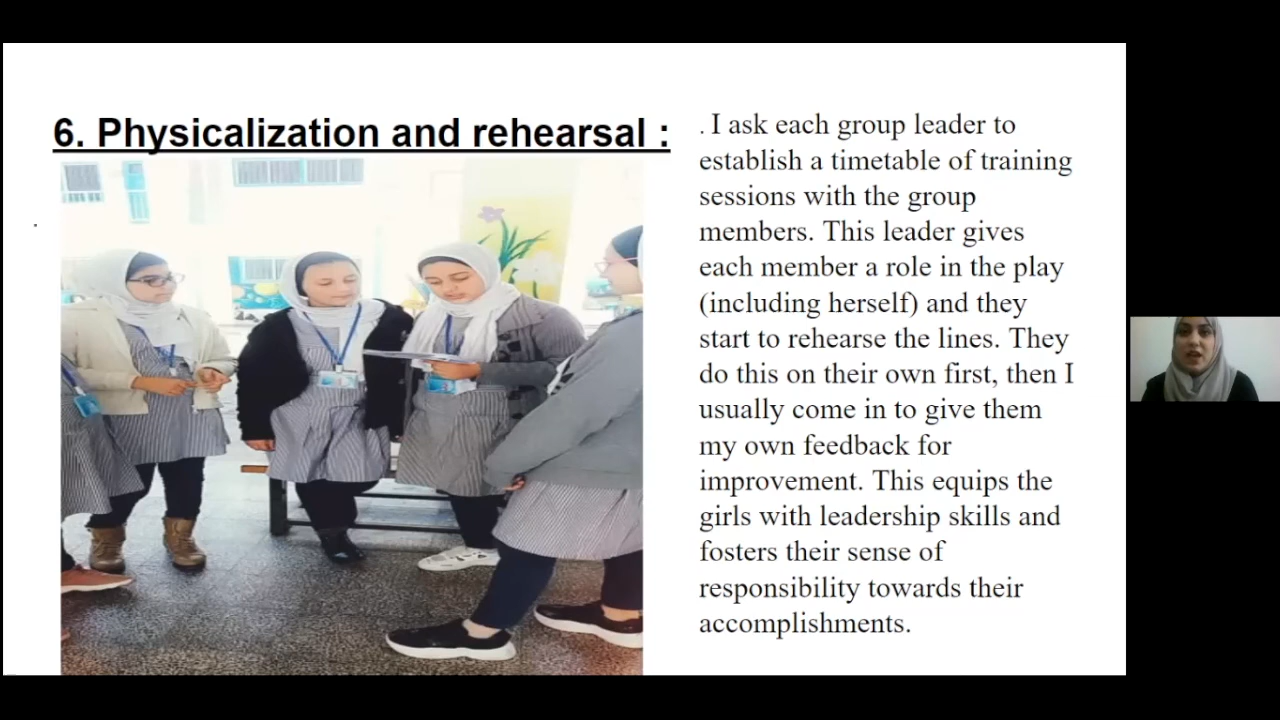 6. Physicalization and rehearsal :
. I ask each group leader to
establish a timetable of training
sessions with the group
members. This leader gives
each member a role in the play
(including herself) and they
start to rehearse the lines. They
do this on their own first, then I
usually come in to give them
my own feedback for
improvement. This equips the
girls with leadership skills and
fosters their sense of
responsibility towards their
accomplishments.